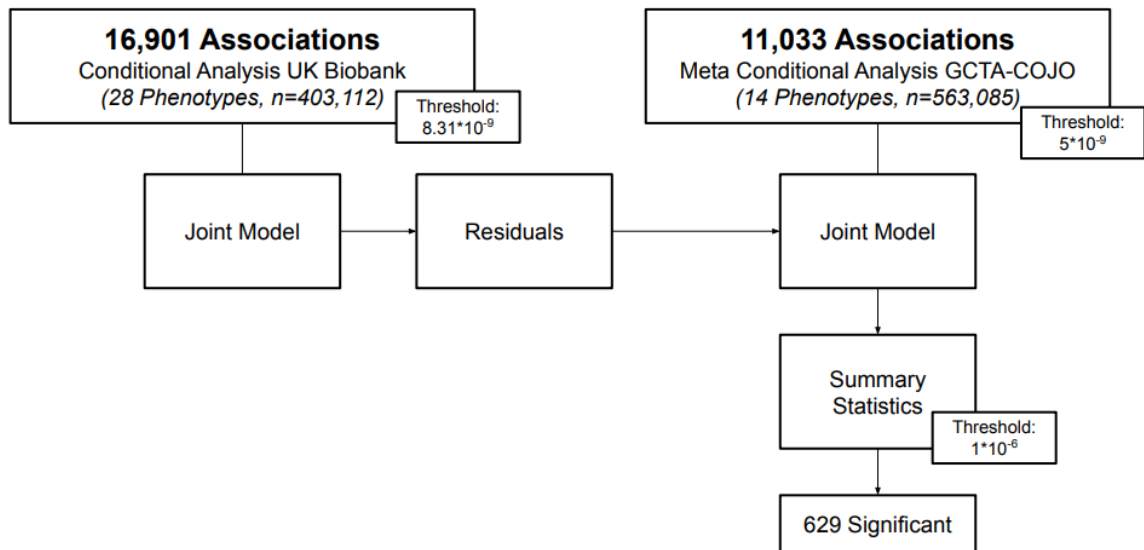 16,901 Associations
Conditional Analysis UK Biobank
(28 Phenotypes, n=403,112)
Threshold:
8.31*10⁻⁹
11,033 Associations
Meta Conditional Analysis GCTA-COJO
(14 Phenotypes, n=563,085)
Threshold:
5*10⁻⁹
Joint Model
Residuals
Joint Model
Summary
Statistics
Threshold:
1*10⁻⁶
629 Significant